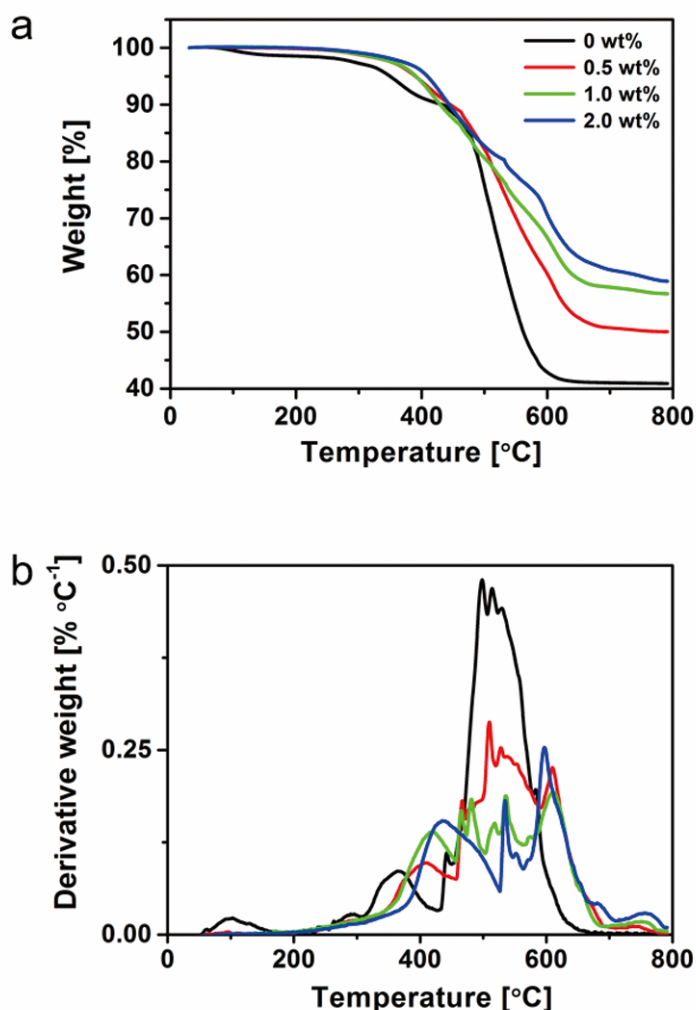 a
100
90
80
70
60
50
40
Weight [%]
0 wt%
0.5 wt%
1.0 wt%
2.0 wt%
0 200 400 600 800
Temperature [°C]
b
0.50
0.25
0.00
Derivative weight [% °C⁻¹]
0 200 400 600 800
Temperature [°C]